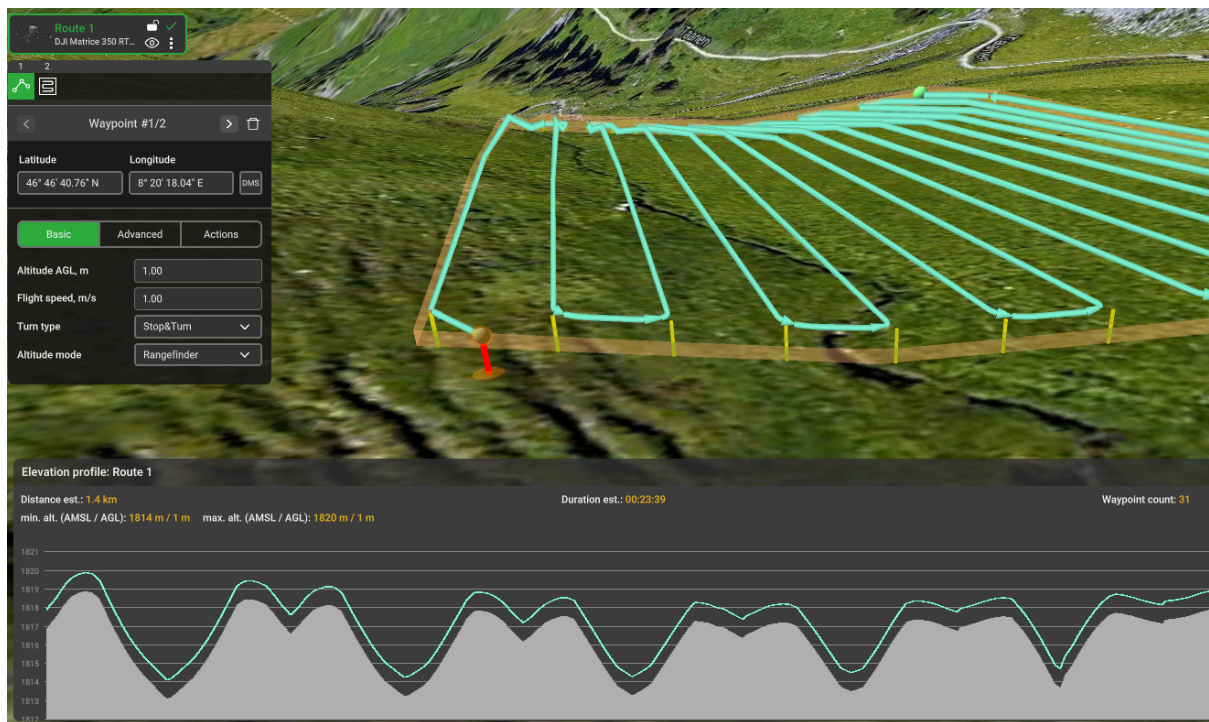 Route 1
DJI Matrice 350 RT...
1 2
Waypoint #1/2
Latitude Longitude
46° 46' 40.76" N 8° 20' 18.04" E DMS
Basic Advanced Actions
Altitude AGL, m 1.00
Flight speed, m/s 1.00
Turn type Stop&Turn
Altitude mode Rangefinder
Elevation profile: Route 1
Distance est.: 1.4 km Duration est.: 00:23:39 Waypoint count: 31
min. alt. (AMSL / AGL): 1814 m / 1 m max. alt. (AMSL / AGL): 1820 m / 1 m
1821
1820
1819
1818
1817
1816
1815
1814
1813
1812